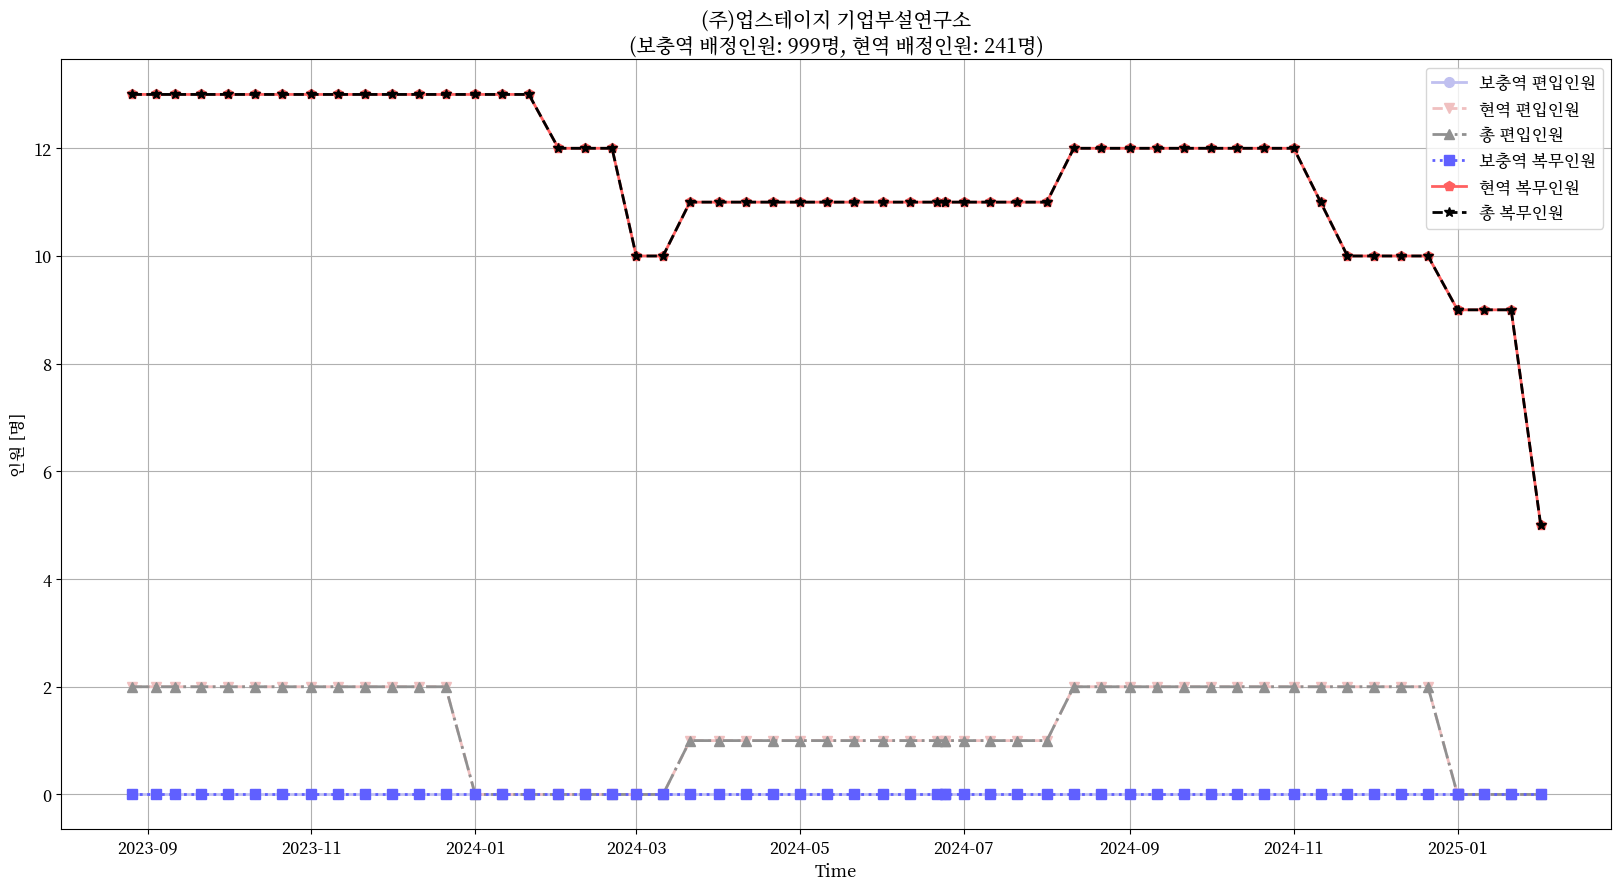 (주)업스테이지 기업부설연구소
(보충역 배정인원: 999명, 현역 배정인원: 241명)
보충역 편입인원
현역 편입인원
총 편입인원
보충역 복무인원
현역 복무인원
총 복무인원
인원 [명]
12
10
8
6
4
2
0
2023-09 2023-11 2024-01 2024-03 2024-05 2024-07 2024-09 2024-11 2025-01
Time